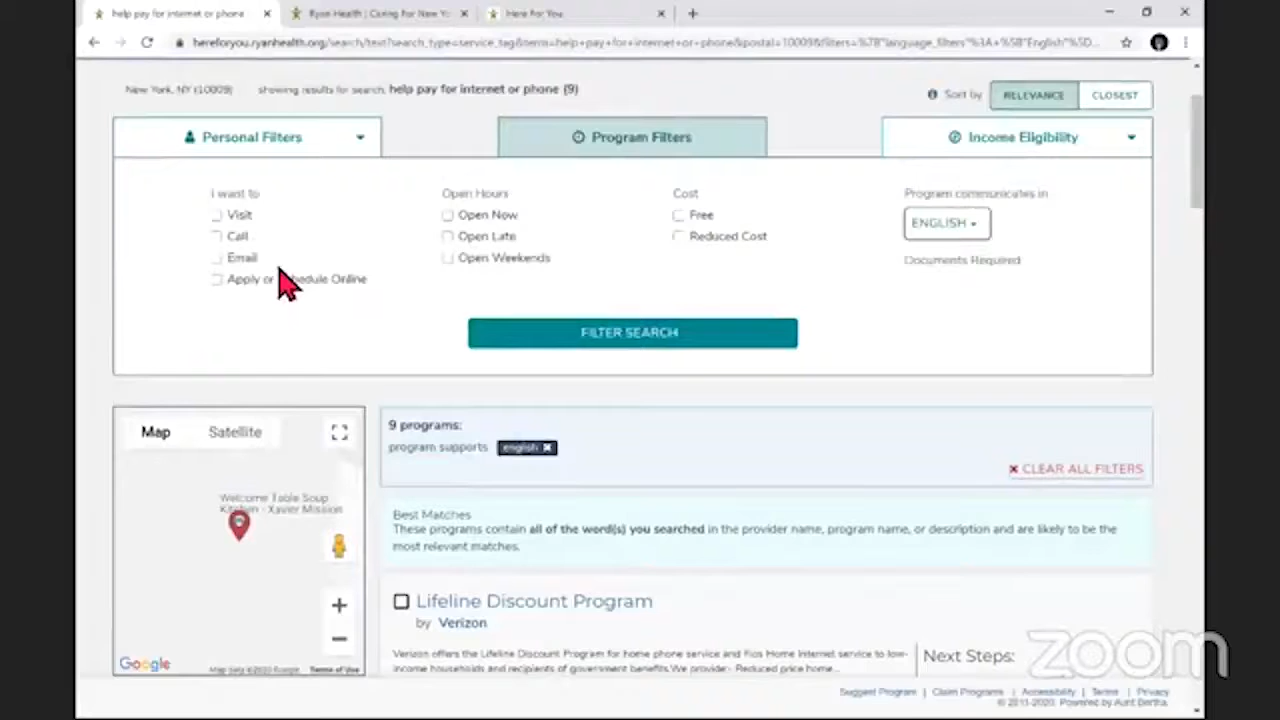 help pay for internet or phone
Ryan Health | Caring For New Yo
Here For You
hereforyou.ryanhealth.org/search/text?search_type=service_tag&term=help+pay+for+internet+or+phone&postal=10009&filters=%7B"language_filters"%3A+%5B"English"%5D...
New York, NY (10009)
showing results for search, help pay for internet or phone (9)
Sort by RELEVANCE CLOSEST
Personal Filters
Program Filters
Income Eligibility
I want to
Open Hours
Cost
Program communicates in
Visit
Open Now
Free
ENGLISH
Call
Open Late
Reduced Cost
Email
Open Weekends
Documents Required
Apply or Schedule Online
FILTER SEARCH
Map
Satellite
9 programs:
program supports english
CLEAR ALL FILTERS
Welcome Table Soup
Kitchen - Xavier Mission
Best Matches
These programs contain all of the word(s) you searched in the provider name, program name, or description and are likely to be the
most relevant matches.
Lifeline Discount Program
by Verizon
Verizon offers the Lifeline Discount Program for home phone service and Fios Home Internet service to low-
income households and recipients of government benefits.We provide:- Reduced price home...
Next Steps:
Google
Map data ©2020 Google
Terms of Use
zoom
Suggest Program | Claim Programs | Accessibility | Terms | Privacy
© 2011-2020. Powered by Aunt Bertha.